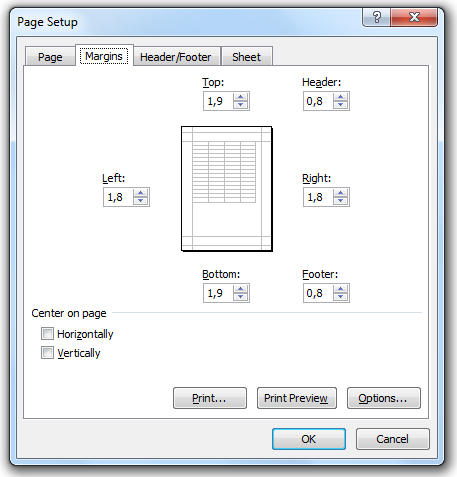 Page Setup
Page Margins Header/Footer Sheet
Top: Header:
1,9 0,8
Left: Right:
1,8 1,8
Bottom: Footer:
1,9 0,8
Center on page
Horizontally
Vertically
Print... Print Preview Options...
OK Cancel